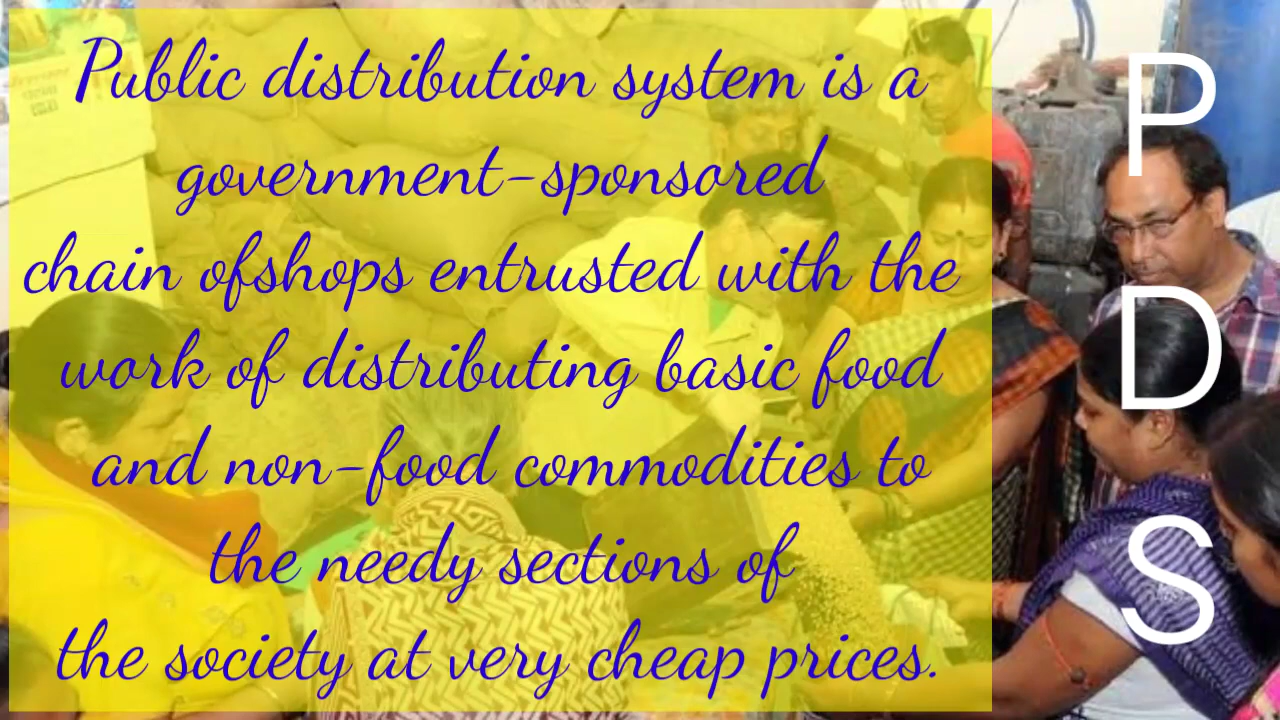 Public distribution system is a
government-sponsored
chain ofshops entrusted with the
work of distributing basic food
and non-food commodities to
the needy sections of
the society at very cheap prices.
P
D
S